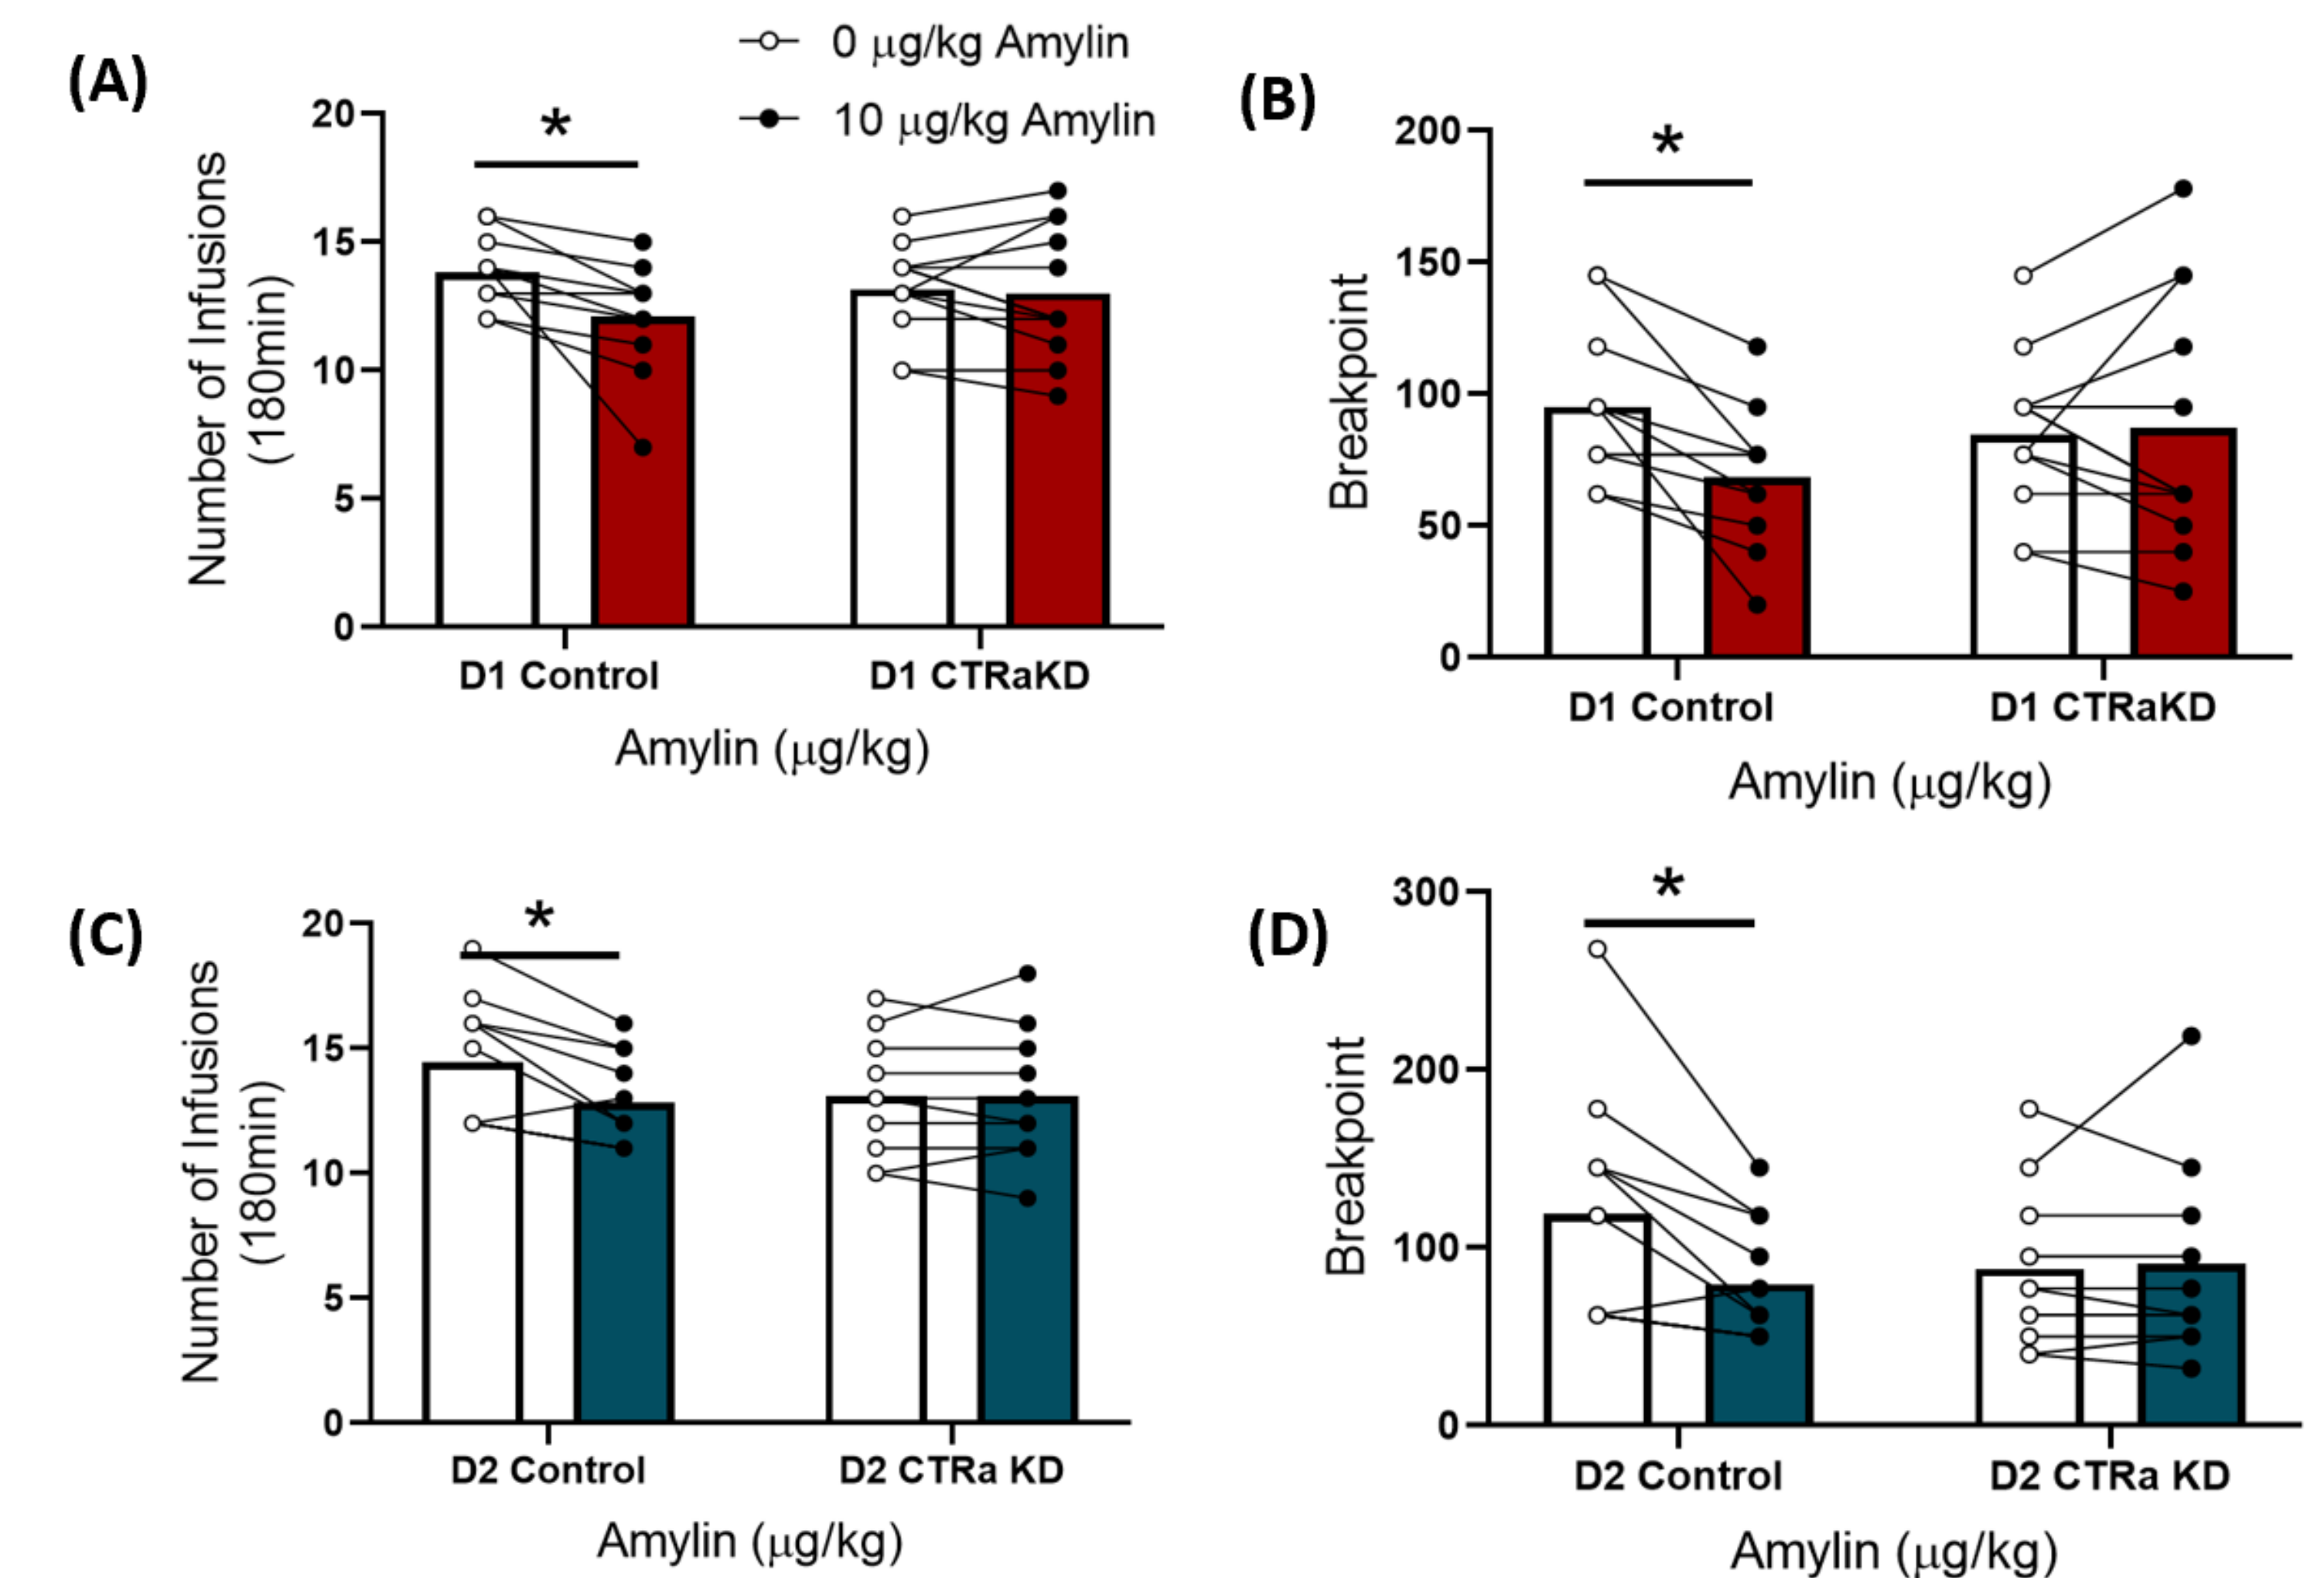 (A)
0 μg/kg Amylin
10 μg/kg Amylin
*
20
15
10
5
0
Number of Infusions
(180min)
D1 Control
D1 CTRaKD
Amylin (μg/kg)
(B)
*
200
150
100
50
0
Breakpoint
D1 Control
D1 CTRaKD
Amylin (μg/kg)
(C)
*
20
15
10
5
0
Number of Infusions
(180min)
D2 Control
D2 CTRa KD
Amylin (μg/kg)
(D)
*
300
200
100
0
Breakpoint
D2 Control
D2 CTRa KD
Amylin (μg/kg)